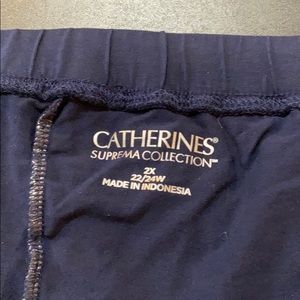 CATHERINES®
SUPREMA COLLECTION™
2X
22/24W
MADE IN INDONESIA